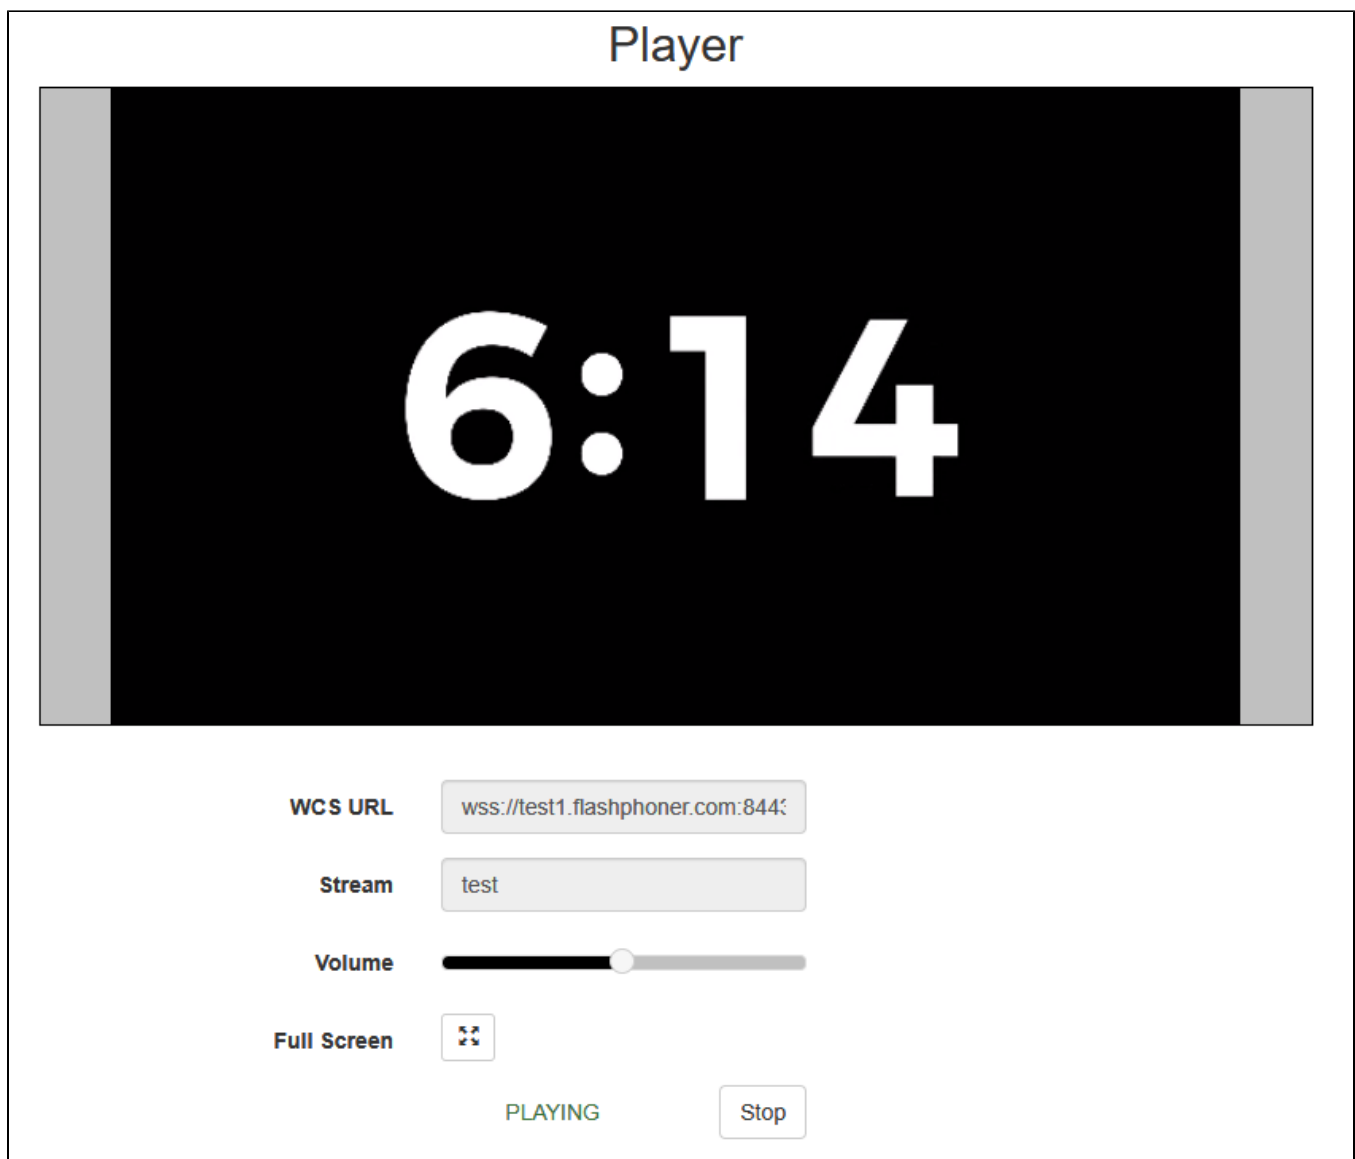 Player
6:14
WCS URL
wss://test1.flashphoner.com:844
Stream
test
Volume
Full Screen
PLAYING
Stop